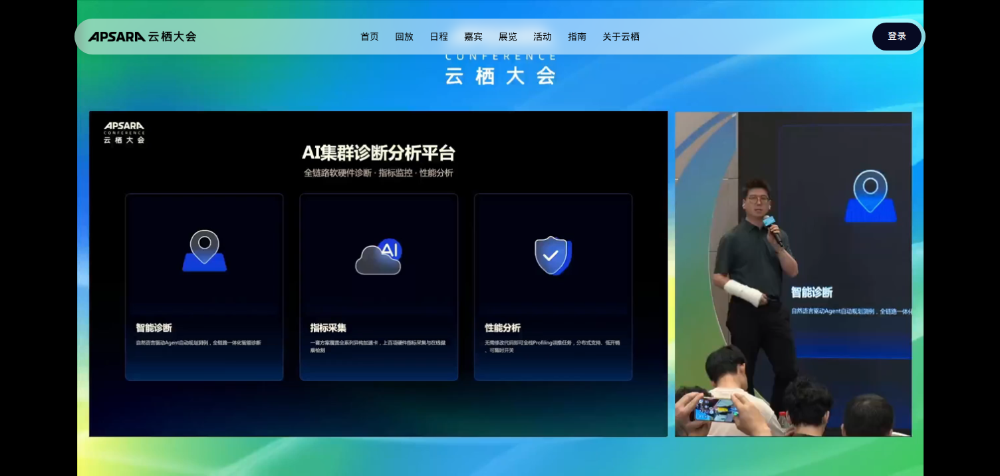 APSARA 云栖大会
首页 回放 日程 嘉宾 展览 活动 指南 关于云栖
登录
CONFERENCE
云栖大会
APSARA
CONFERENCE
云栖大会
AI集群诊断分析平台
全链路软硬件诊断 · 指标监控 · 性能分析
智能诊断
自然语言驱动Agent自动规划测例，全链路一体化智能诊断
指标采集
一套方案覆盖全系列异构加速卡，上百项硬件指标采集与在线健
康检测
性能分析
无需修改代码即可全栈Profiling训推任务，分布式支持、低开销
、可随时开关
智能诊断
自然语言驱动Agent自动规划测例，全链路一体化